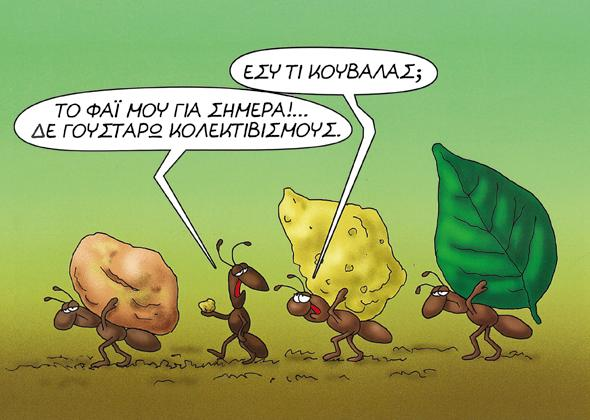 ΕΣΥ ΤΙ ΚΟΥΒΑΛΑΣ;
ΤΟ ΦΑΪ ΜΟΥ ΓΙΑ ΣΗΜΕΡΑ!...
ΔΕ ΓΟΥΣΤΑΡΩ ΚΟΛΕΚΤΙΒΙΣΜΟΥΣ.